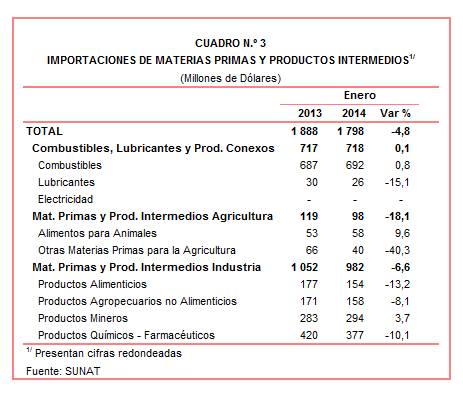 CUADRO N.º 3
IMPORTACIONES DE MATERIAS PRIMAS Y PRODUCTOS INTERMEDIOS1/
(Millones de Dólares)
Enero
2013 2014 Var %
TOTAL 1 888 1 798 -4,8
Combustibles, Lubricantes y Prod. Conexos 717 718 0,1
Combustibles 687 692 0,8
Lubricantes 30 26 -15,1
Electricidad - - -
Mat. Primas y Prod. Intermedios Agricultura 119 98 -18,1
Alimentos para Animales 53 58 9,6
Otras Materias Primas para la Agricultura 66 40 -40,3
Mat. Primas y Prod. Intermedios Industria 1 052 982 -6,6
Productos Alimenticios 177 154 -13,2
Productos Agropecuarios no Alimenticios 171 158 -8,1
Productos Mineros 283 294 3,7
Productos Químicos - Farmacéuticos 420 377 -10,1
1/ Presentan cifras redondeadas
Fuente: SUNAT